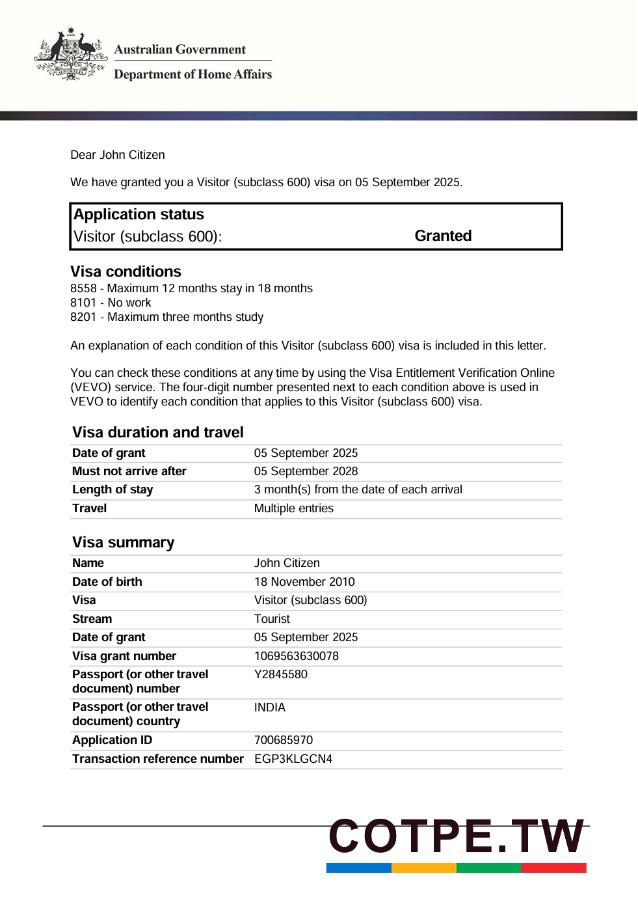 Australian Government
Department of Home Affairs
Dear John Citizen
We have granted you a Visitor (subclass 600) visa on 05 September 2025.
Application status
Visitor (subclass 600): Granted
Visa conditions
8558 - Maximum 12 months stay in 18 months
8101 - No work
8201 - Maximum three months study
An explanation of each condition of this Visitor (subclass 600) visa is included in this letter.
You can check these conditions at any time by using the Visa Entitlement Verification Online
(VEVO) service. The four-digit number presented next to each condition above is used in
VEVO to identify each condition that applies to this Visitor (subclass 600) visa.
Visa duration and travel
Date of grant 05 September 2025
Must not arrive after 05 September 2028
Length of stay 3 month(s) from the date of each arrival
Travel Multiple entries
Visa summary
Name John Citizen
Date of birth 18 November 2010
Visa Visitor (subclass 600)
Stream Tourist
Date of grant 05 September 2025
Visa grant number 1069563630078
Passport (or other travel Y2845580
document) number
Passport (or other travel INDIA
document) country
Application ID 700685970
Transaction reference number EGP3KLGCN4
COTPE.TW